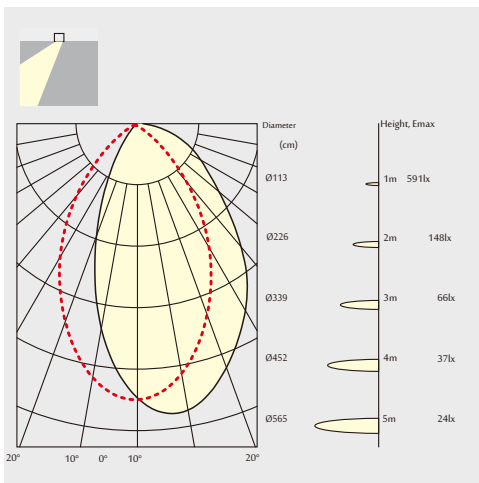 Diameter Height, Emax
(cm)
Ø113 1m 591lx
Ø226 2m 148lx
Ø339 3m 66lx
Ø452 4m 37lx
Ø565 5m 24lx
20° 10° 0° 10° 20°